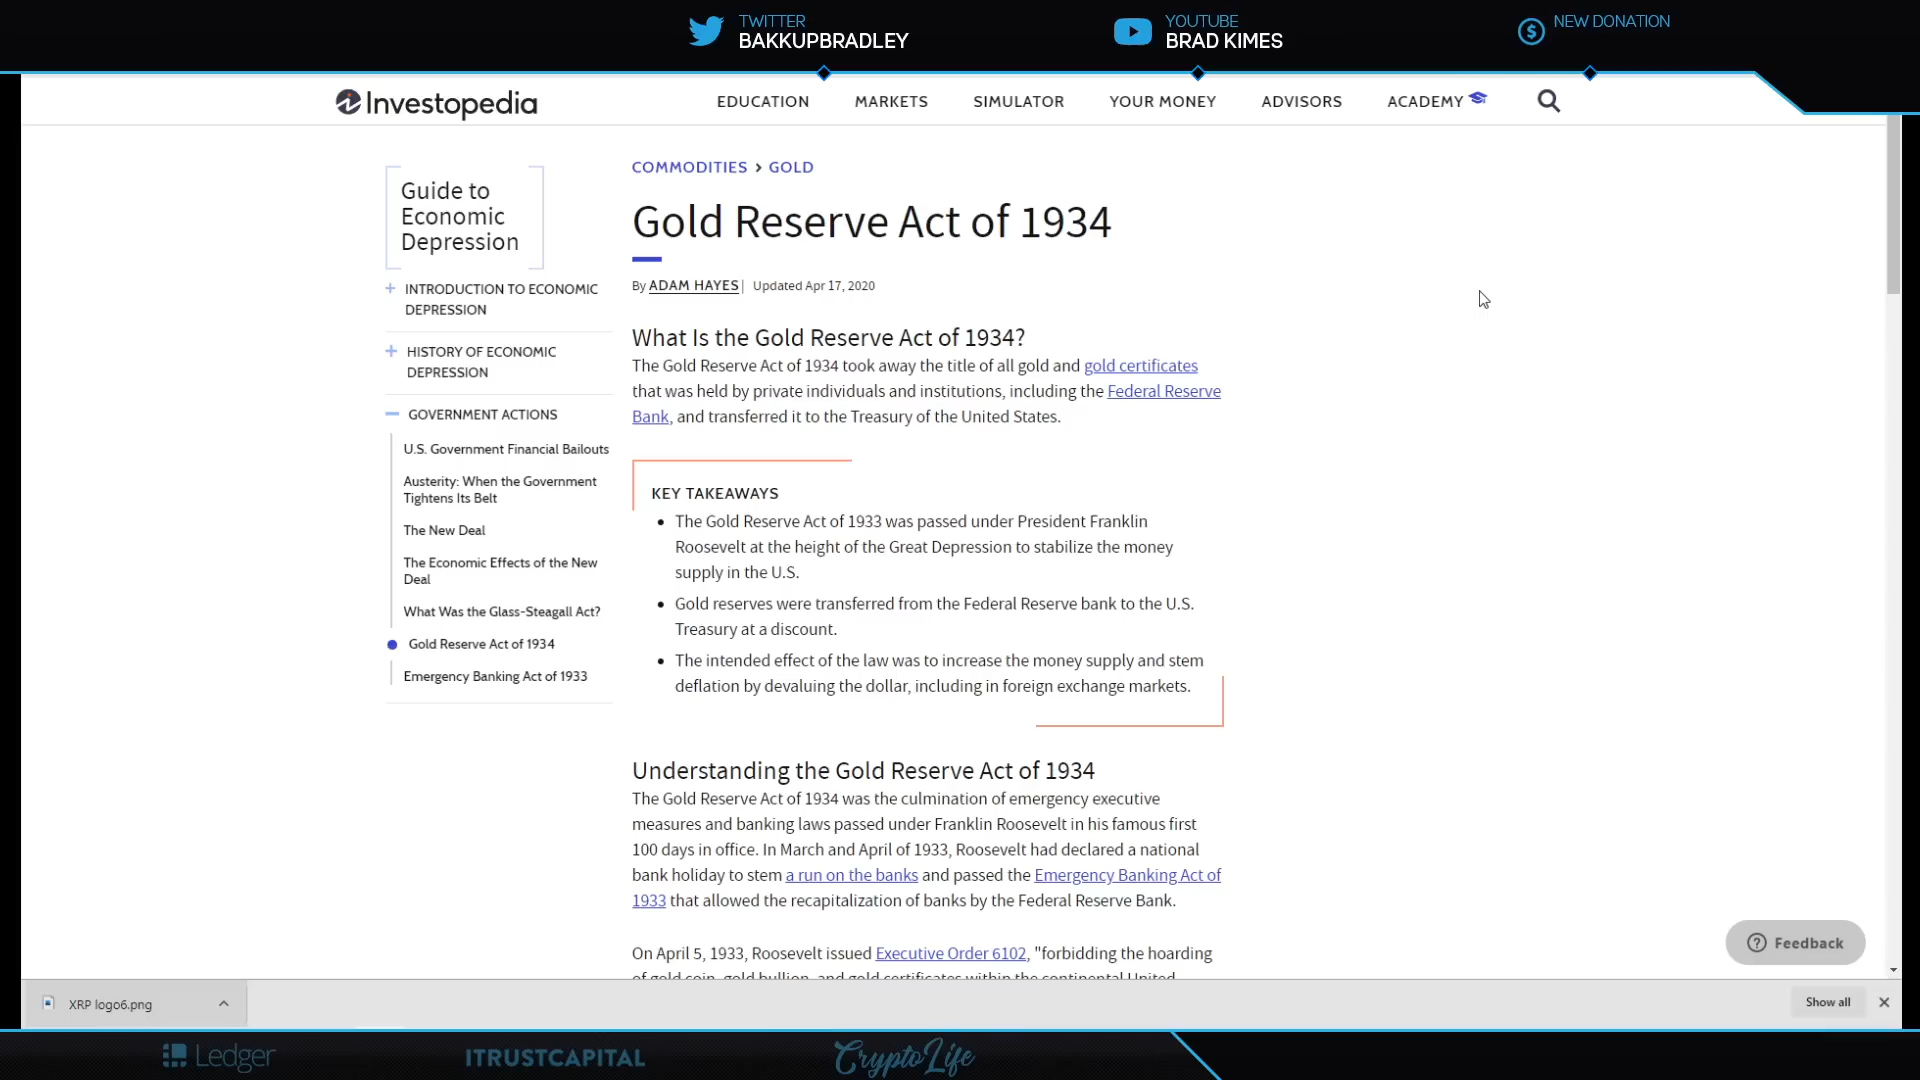 TWITTER
BAKKUPBRADLEY
YOUTUBE
BRAD KIMES
NEW DONATION
Investopedia
EDUCATION
MARKETS
SIMULATOR
YOUR MONEY
ADVISORS
ACADEMY
Guide to
Economic
Depression
+ INTRODUCTION TO ECONOMIC
DEPRESSION
+ HISTORY OF ECONOMIC
DEPRESSION
− GOVERNMENT ACTIONS
U.S. Government Financial Bailouts
Austerity: When the Government
Tightens Its Belt
The New Deal
The Economic Effects of the New
Deal
What Was the Glass-Steagall Act?
Gold Reserve Act of 1934
Emergency Banking Act of 1933
COMMODITIES > GOLD
Gold Reserve Act of 1934
By ADAM HAYES | Updated Apr 17, 2020
What Is the Gold Reserve Act of 1934?
The Gold Reserve Act of 1934 took away the title of all gold and gold certificates
that was held by private individuals and institutions, including the Federal Reserve
Bank, and transferred it to the Treasury of the United States.
KEY TAKEAWAYS
• The Gold Reserve Act of 1933 was passed under President Franklin
Roosevelt at the height of the Great Depression to stabilize the money
supply in the U.S.
• Gold reserves were transferred from the Federal Reserve bank to the U.S.
Treasury at a discount.
• The intended effect of the law was to increase the money supply and stem
deflation by devaluing the dollar, including in foreign exchange markets.
Understanding the Gold Reserve Act of 1934
The Gold Reserve Act of 1934 was the culmination of emergency executive
measures and banking laws passed under Franklin Roosevelt in his famous first
100 days in office. In March and April of 1933, Roosevelt had declared a national
bank holiday to stem a run on the banks and passed the Emergency Banking Act of
1933 that allowed the recapitalization of banks by the Federal Reserve Bank.
On April 5, 1933, Roosevelt issued Executive Order 6102, "forbidding the hoarding
of gold coin, gold bullion, and gold certificates within the continental United
Feedback
XRP logo6.png
Show all
Ledger
ITRUSTCAPITAL
CryptoLife